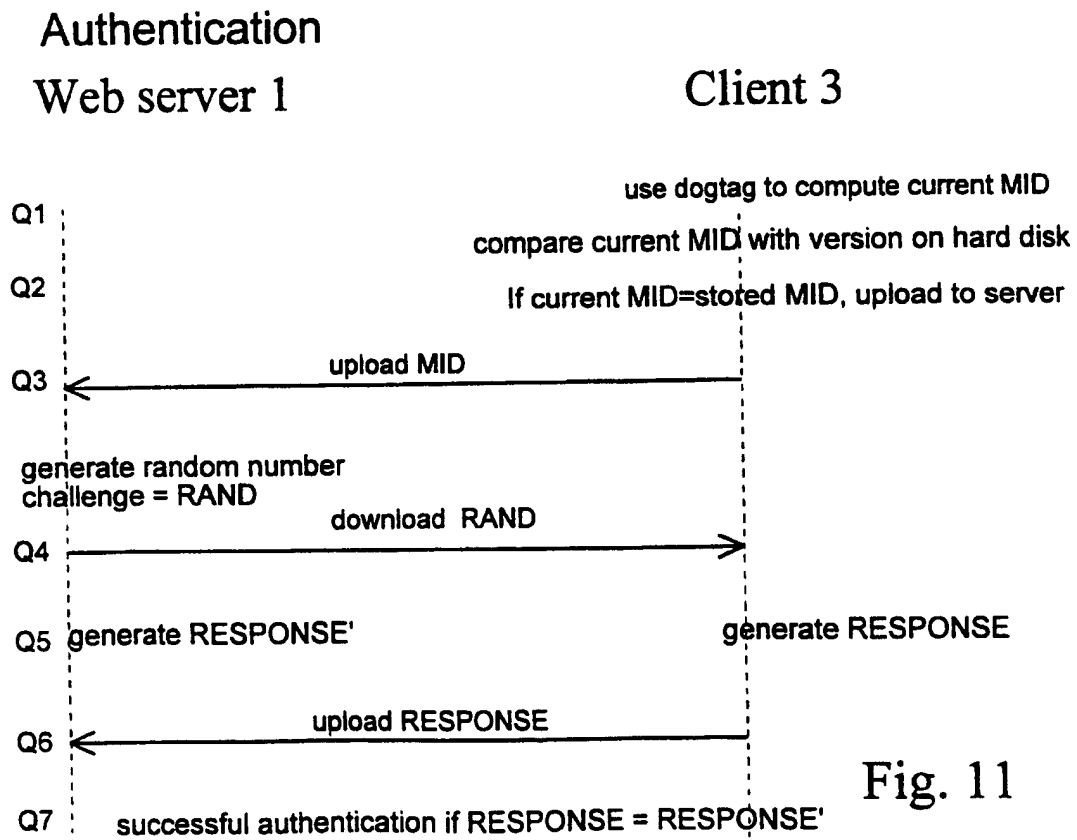 Authentication
Web server 1
Client 3
use dogtag to compute current MID
Q1
compare current MID with version on hard disk
Q2
If current MID=stored MID, upload to server
upload MID
Q3
generate random number
challenge = RAND
download RAND
Q4
Q5 generate RESPONSE'
generate RESPONSE
upload RESPONSE
Q6
Fig. 11
Q7 successful authentication if RESPONSE = RESPONSE'